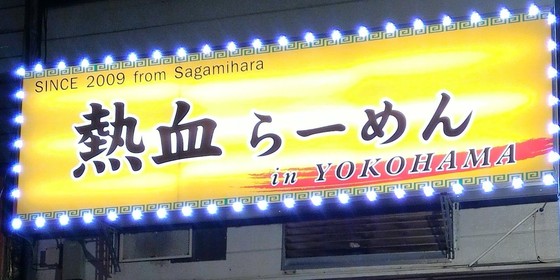 SINCE 2009 from Sagamihara
熱血らーめん
in YOKOHAMA